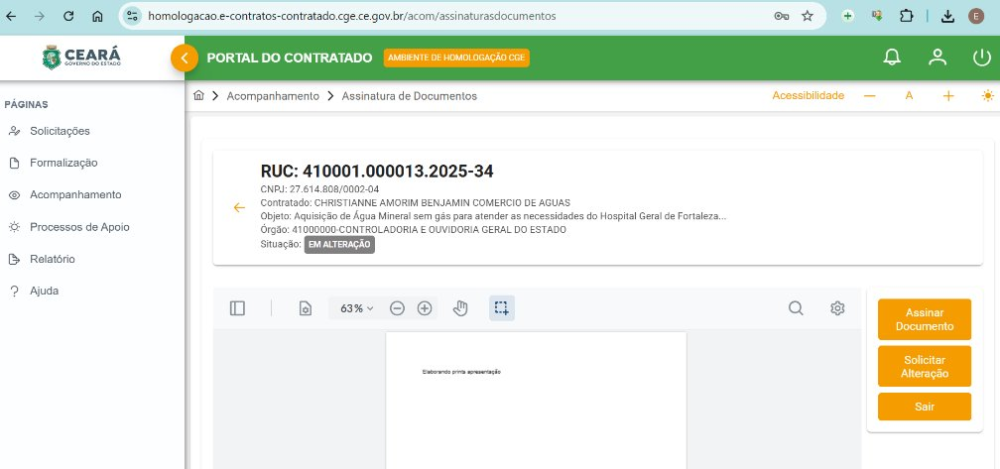 homologacao.e-contratos-contratado.cge.ce.gov.br/acom/assinaturasdocumentos
E
CEARÁ
GOVERNO DO ESTADO
PORTAL DO CONTRATADO
AMBIENTE DE HOMOLOGAÇÃO CGE
Acompanhamento
Assinatura de Documentos
Acessibilidade
A
PÁGINAS
Solicitações
Formalização
Acompanhamento
Processos de Apoio
Relatório
Ajuda
RUC: 410001.000013.2025-34
CNPJ: 27.614.808/0002-04
Contratado: CHRISTIANNE AMORIM BENJAMIN COMERCIO DE AGUAS
Objeto: Aquisição de Água Mineral sem gás para atender as necessidades do Hospital Geral de Fortaleza...
Órgão: 41000000-CONTROLADORIA E OUVIDORIA GERAL DO ESTADO
Situação: EM ALTERAÇÃO
63%
Elaborando prints apresentação
Assinar
Documento
Solicitar
Alteração
Sair